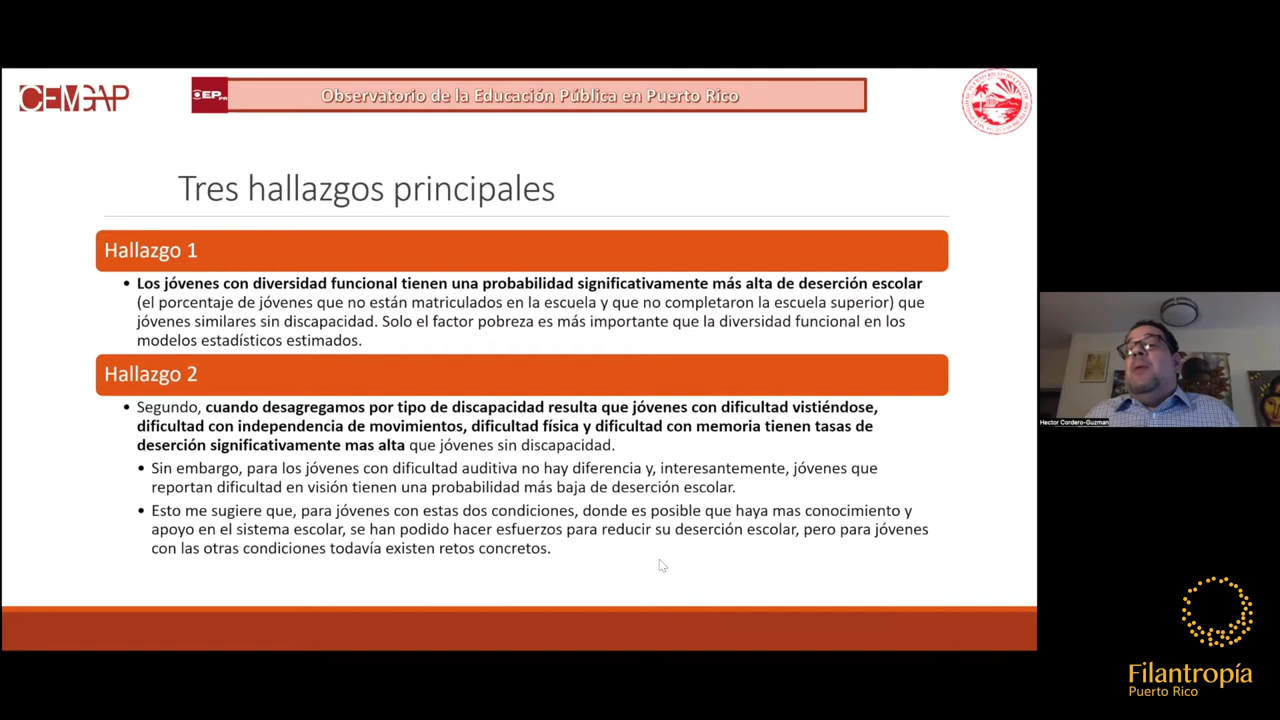 CEMGAP
OEP PR
Observatorio de la Educación Pública en Puerto Rico
Tres hallazgos principales
Hallazgo 1
• Los jóvenes con diversidad funcional tienen una probabilidad significativamente más alta de deserción escolar
(el porcentaje de jóvenes que no están matriculados en la escuela y que no completaron la escuela superior) que
jóvenes similares sin discapacidad. Solo el factor pobreza es más importante que la diversidad funcional en los
modelos estadísticos estimados.
Hallazgo 2
• Segundo, cuando desagregamos por tipo de discapacidad resulta que jóvenes con dificultad vistiéndose,
dificultad con independencia de movimientos, dificultad física y dificultad con memoria tienen tasas de
deserción significativamente mas alta que jóvenes sin discapacidad.
• Sin embargo, para los jóvenes con dificultad auditiva no hay diferencia y, interesantemente, jóvenes que
reportan dificultad en visión tienen una probabilidad más baja de deserción escolar.
• Esto me sugiere que, para jóvenes con estas dos condiciones, donde es posible que haya mas conocimiento y
apoyo en el sistema escolar, se han podido hacer esfuerzos para reducir su deserción escolar, pero para jóvenes
con las otras condiciones todavía existen retos concretos.
Hector Cordero-Guzman
Filantropía
Puerto Rico